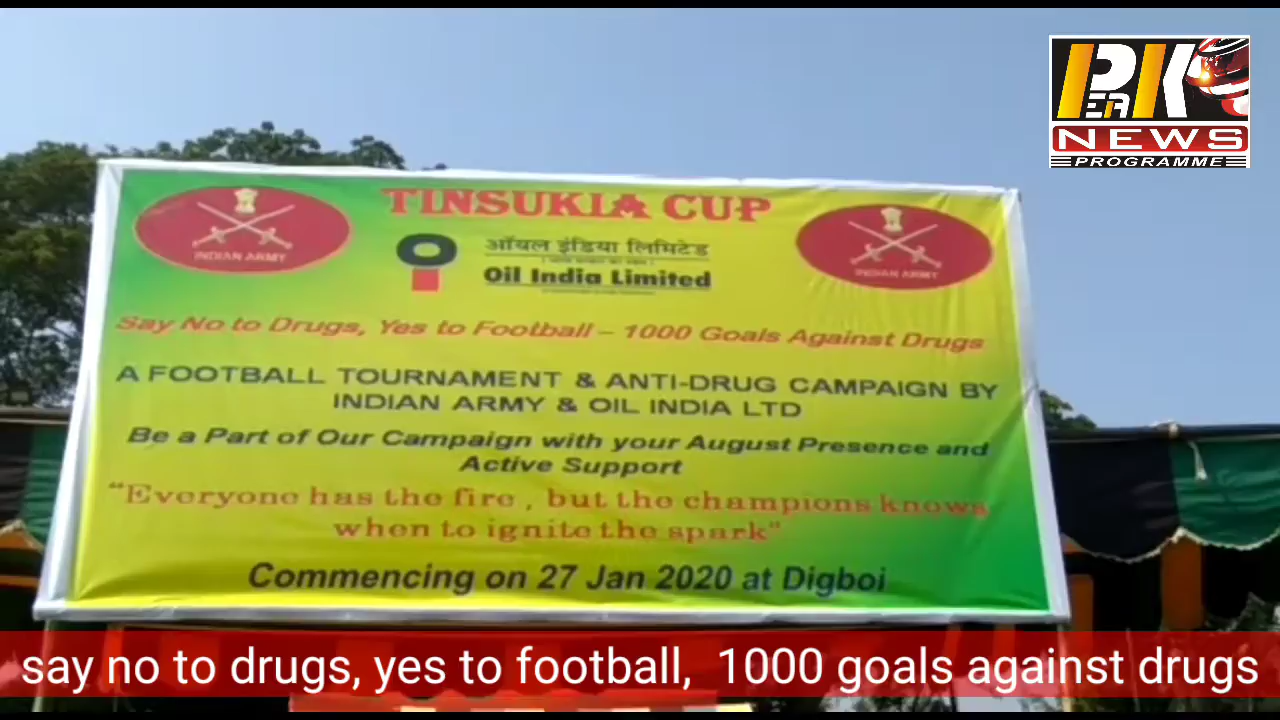 PEAK
NEWS
PROGRAMME
TINSUKIA CUP
INDIAN ARMY
INDIAN ARMY
ऑयल इंडिया लिमिटेड
Oil India Limited
Say No to Drugs, Yes to Football – 1000 Goals Against Drugs
A FOOTBALL TOURNAMENT & ANTI-DRUG CAMPAIGN BY
INDIAN ARMY & OIL INDIA LTD
Be a Part of Our Campaign with your August Presence and
Active Support
“Everyone has the fire , but the champions knows
when to ignite the spark”
Commencing on 27 Jan 2020 at Digboi
say no to drugs, yes to football, 1000 goals against drugs